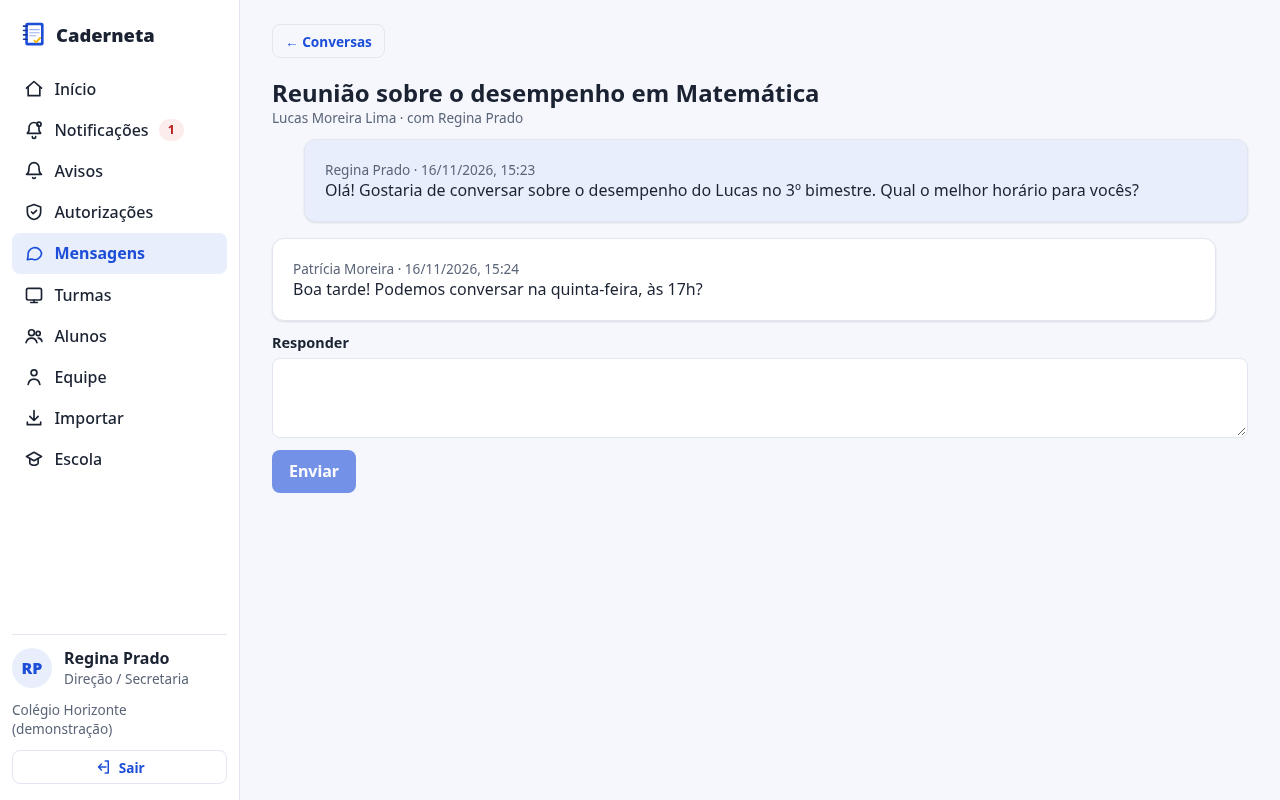 Caderneta
Início
Notificações 1
Avisos
Autorizações
Mensagens
Turmas
Alunos
Equipe
Importar
Escola
RP
Regina Prado
Direção / Secretaria
Colégio Horizonte
(demonstração)
Sair
← Conversas
Reunião sobre o desempenho em Matemática
Lucas Moreira Lima · com Regina Prado
Regina Prado · 16/11/2026, 15:23
Olá! Gostaria de conversar sobre o desempenho do Lucas no 3º bimestre. Qual o melhor horário para vocês?
Patrícia Moreira · 16/11/2026, 15:24
Boa tarde! Podemos conversar na quinta-feira, às 17h?
Responder
Enviar